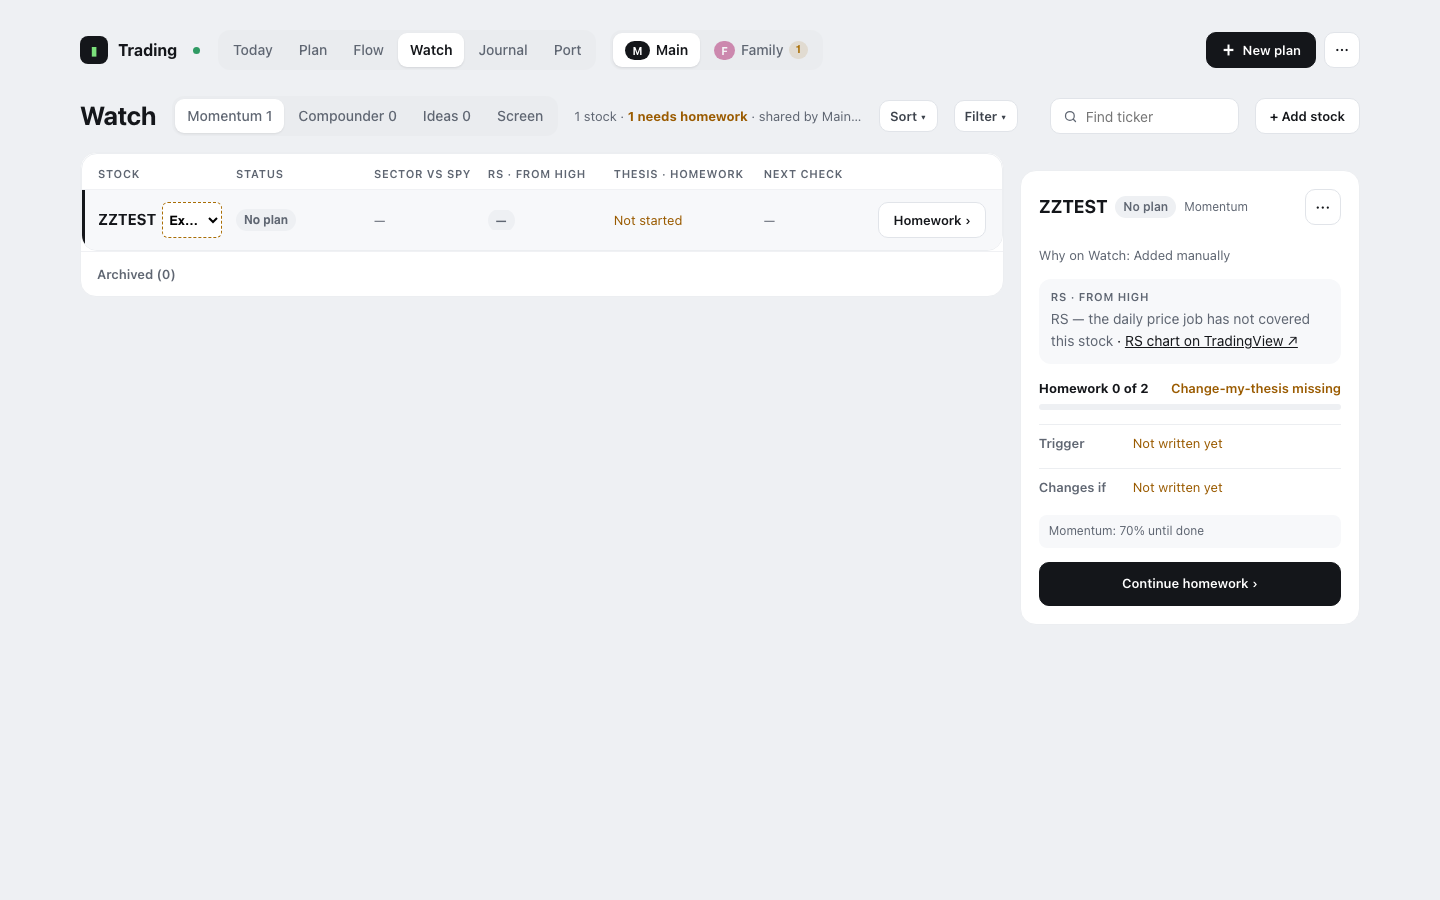 Trading Today Plan Flow Watch Journal Port M Main F Family 1 + New plan ···
Watch Momentum 1 Compounder 0 Ideas 0 Screen 1 stock · 1 needs homework · shared by Main... Sort ▾ Filter ▾ Find ticker + Add stock
STOCK STATUS SECTOR VS SPY RS · FROM HIGH THESIS · HOMEWORK NEXT CHECK
ZZTEST Ex... No plan — — Not started — Homework ›
Archived (0)
ZZTEST No plan Momentum ···
Why on Watch: Added manually
RS · FROM HIGH
RS — the daily price job has not covered
this stock · RS chart on TradingView ↗
Homework 0 of 2 Change-my-thesis missing
Trigger Not written yet
Changes if Not written yet
Momentum: 70% until done
Continue homework ›